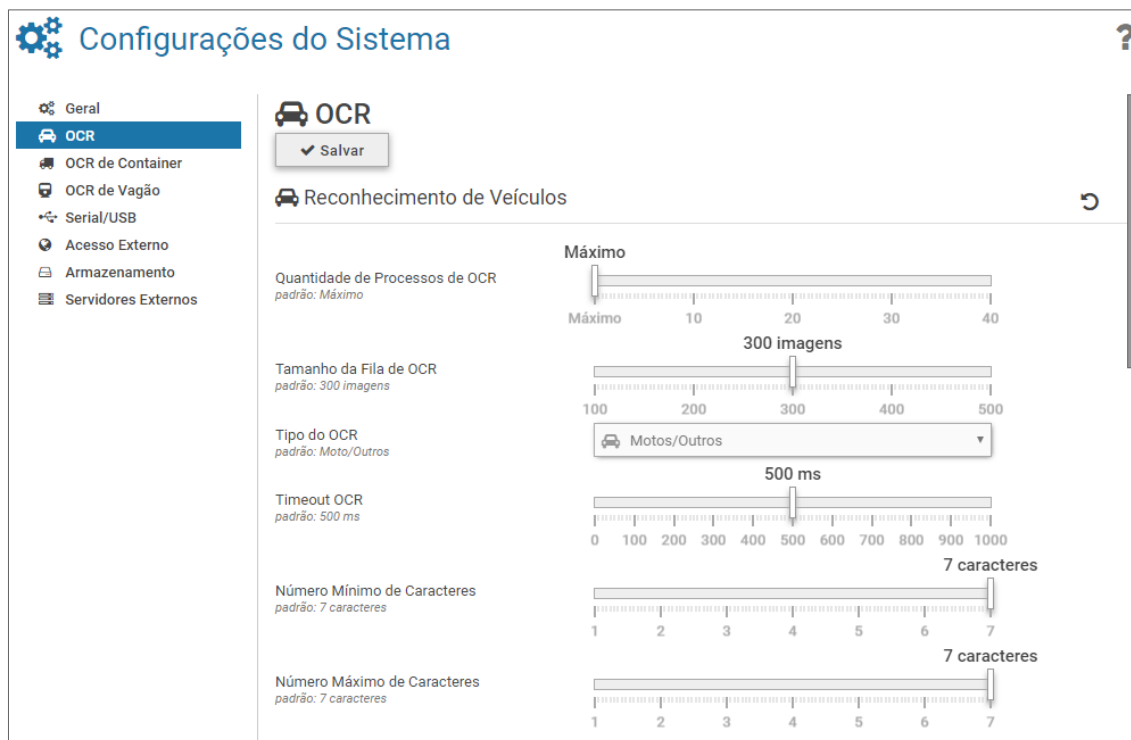 Configurações do Sistema
?
Geral
OCR
OCR de Container
OCR de Vagão
Serial/USB
Acesso Externo
Armazenamento
Servidores Externos
OCR
Salvar
Reconhecimento de Veículos
Máximo
Quantidade de Processos de OCR
padrão: Máximo
Máximo 10 20 30 40
300 imagens
Tamanho da Fila de OCR
padrão: 300 imagens
100 200 300 400 500
Tipo do OCR
padrão: Moto/Outros
Motos/Outros
500 ms
Timeout OCR
padrão: 500 ms
0 100 200 300 400 500 600 700 800 900 1000
7 caracteres
Número Mínimo de Caracteres
padrão: 7 caracteres
1 2 3 4 5 6 7
7 caracteres
Número Máximo de Caracteres
padrão: 7 caracteres
1 2 3 4 5 6 7